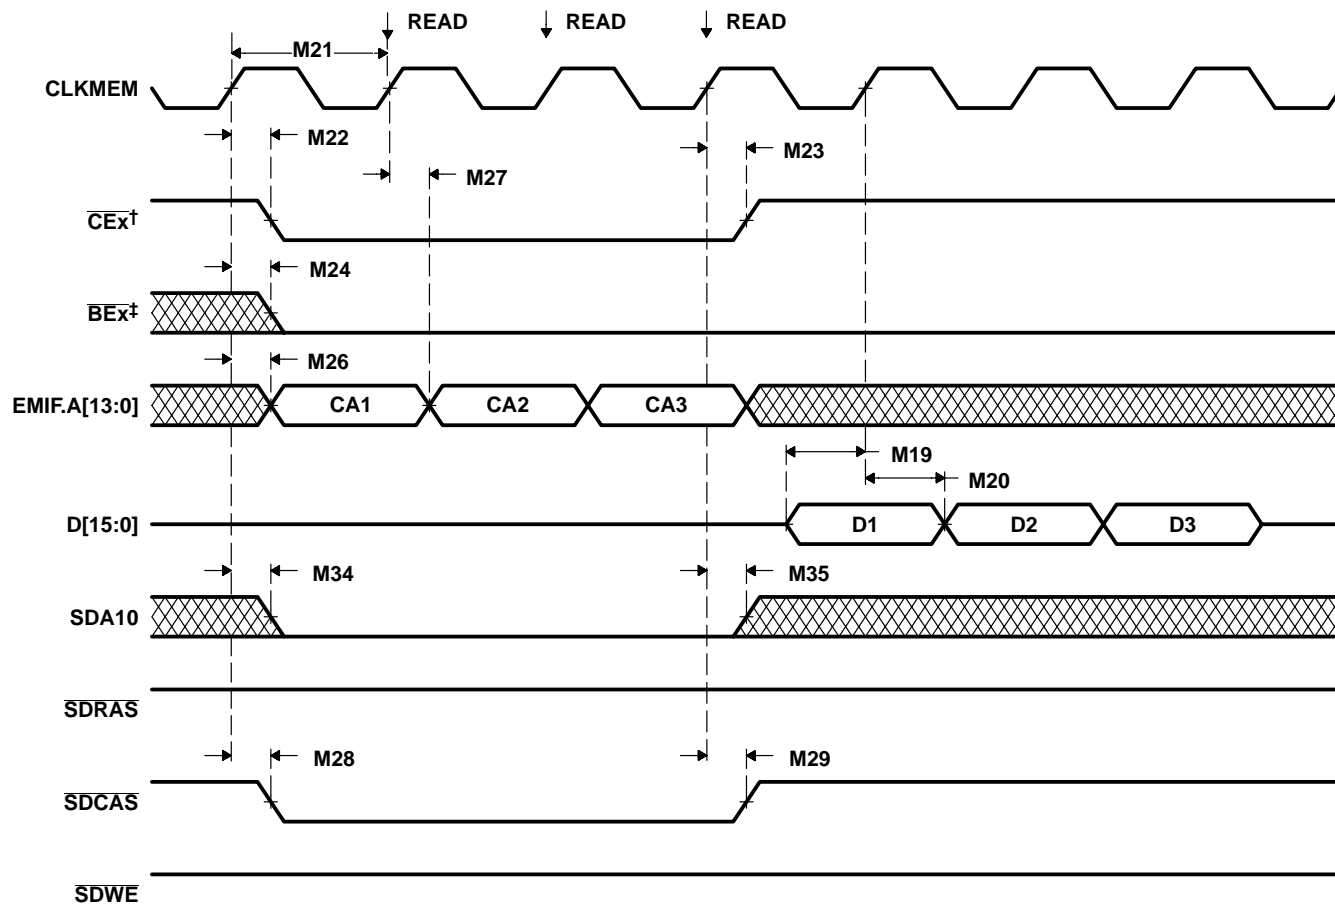 READ READ READ
M21
CLKMEM
M22 M23
M27
CEx†
M24
BEx‡
M26
EMIF.A[13:0] CA1 CA2 CA3
M19
M20
D[15:0] D1 D2 D3
M34 M35
SDA10
SDRAS
M28 M29
SDCAS
SDWE